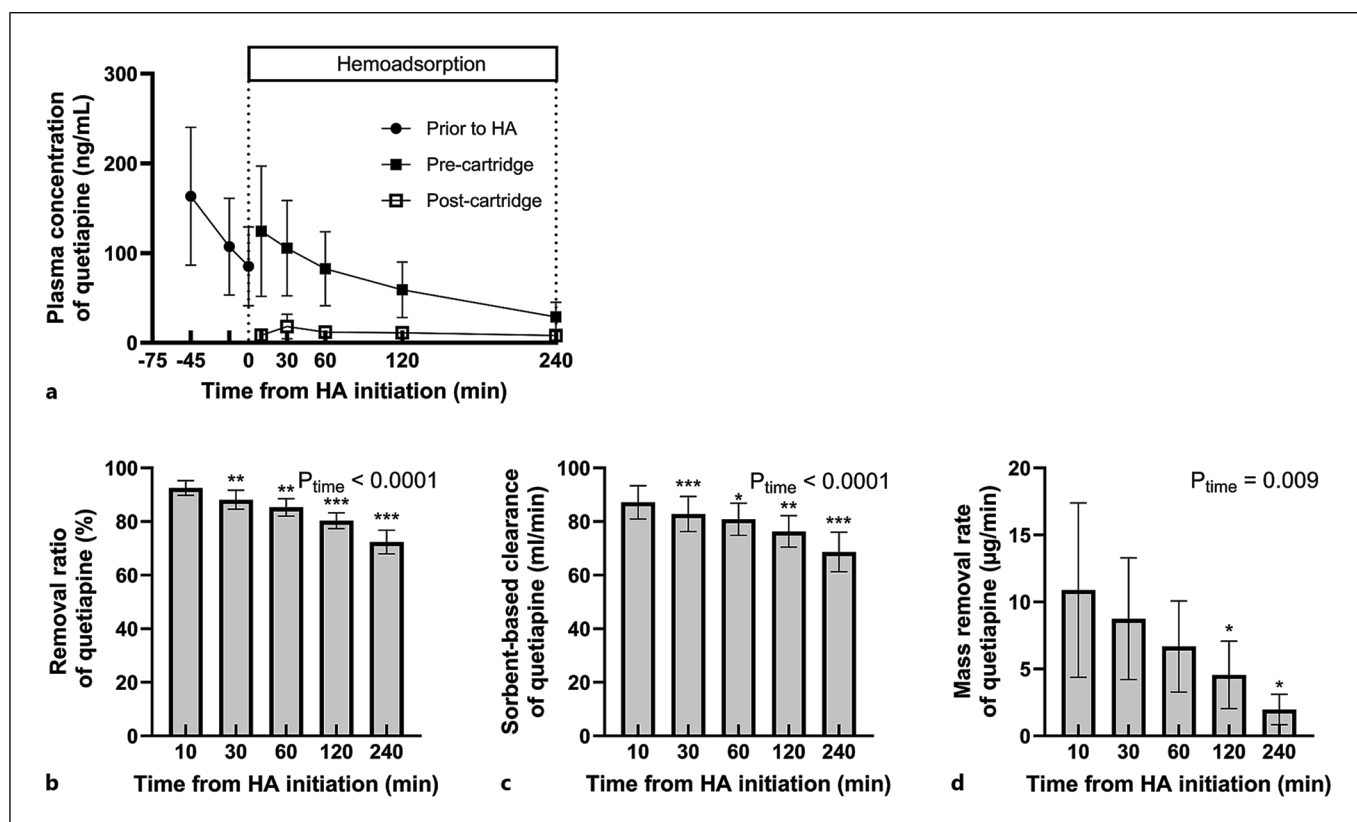 Hemoadsorption
300
200
100
0
Plasma concentration
of quetiapine (ng/mL)
Prior to HA
Pre-cartridge
Post-cartridge
-75 -45 0 30 60 120 240
Time from HA initiation (min)
a
100
80
60
40
20
0
Removal ratio
of quetiapine (%)
P time < 0.0001
** ** *** ***
10 30 60 120 240
Time from HA initiation (min)
b
100
80
60
40
20
0
Sorbent-based clearance
of quetiapine (ml/min)
P time < 0.0001
*** * ** ***
10 30 60 120 240
Time from HA initiation (min)
c
20
15
10
5
0
Mass removal rate
of quetiapine (µg/min)
P time = 0.009
* *
10 30 60 120 240
Time from HA initiation (min)
d